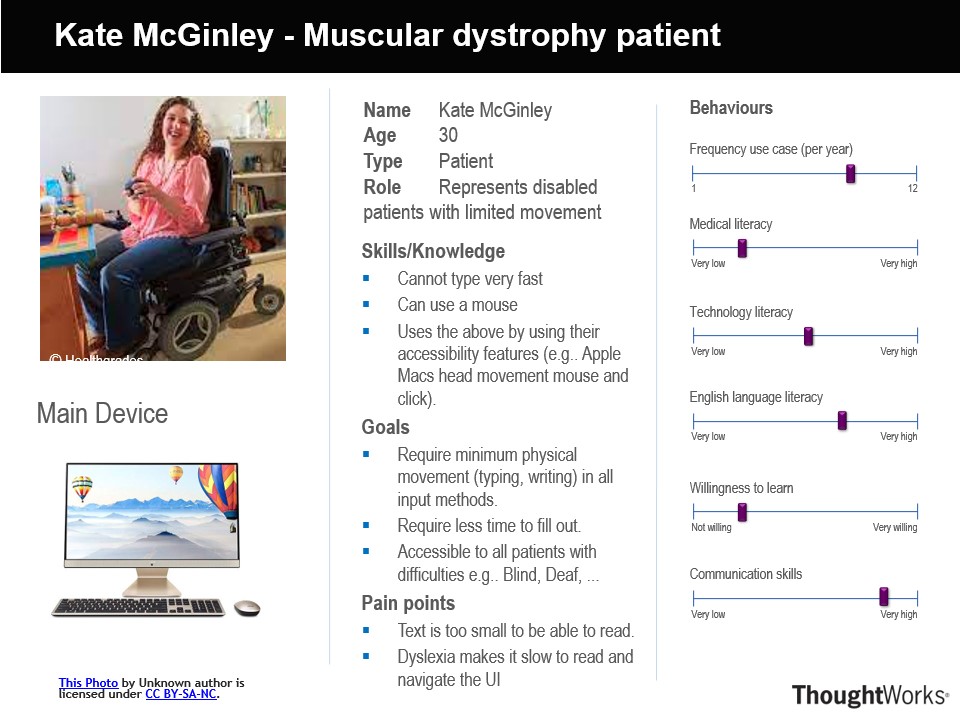 Kate McGinley - Muscular dystrophy patient
© Healthgrades
Main Device
This Photo by Unknown author is
licensed under CC BY-SA-NC.
Name Kate McGinley
Age 30
Type Patient
Role Represents disabled
patients with limited movement
Skills/Knowledge
▪ Cannot type very fast
▪ Can use a mouse
▪ Uses the above by using their
accessibility features (e.g.. Apple
Macs head movement mouse and
click).
Goals
▪ Require minimum physical
movement (typing, writing) in all
input methods.
▪ Require less time to fill out.
▪ Accessible to all patients with
difficulties e.g.. Blind, Deaf, ...
Pain points
▪ Text is too small to be able to read.
▪ Dyslexia makes it slow to read and
navigate the UI
Behaviours
Frequency use case (per year)
1 12
Medical literacy
Very low Very high
Technology literacy
Very low Very high
English language literacy
Very low Very high
Willingness to learn
Not willing Very willing
Communication skills
Very low Very high
ThoughtWorks®